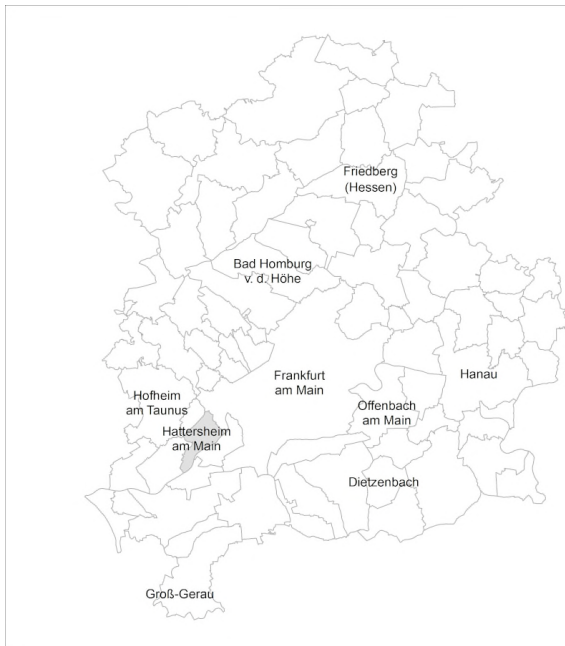 Friedberg
(Hessen)
Bad Homburg
v. d. Höhe
Frankfurt
am Main
Hanau
Hofheim
am Taunus
Offenbach
am Main
Hattersheim
am Main
Dietzenbach
Groß-Gerau